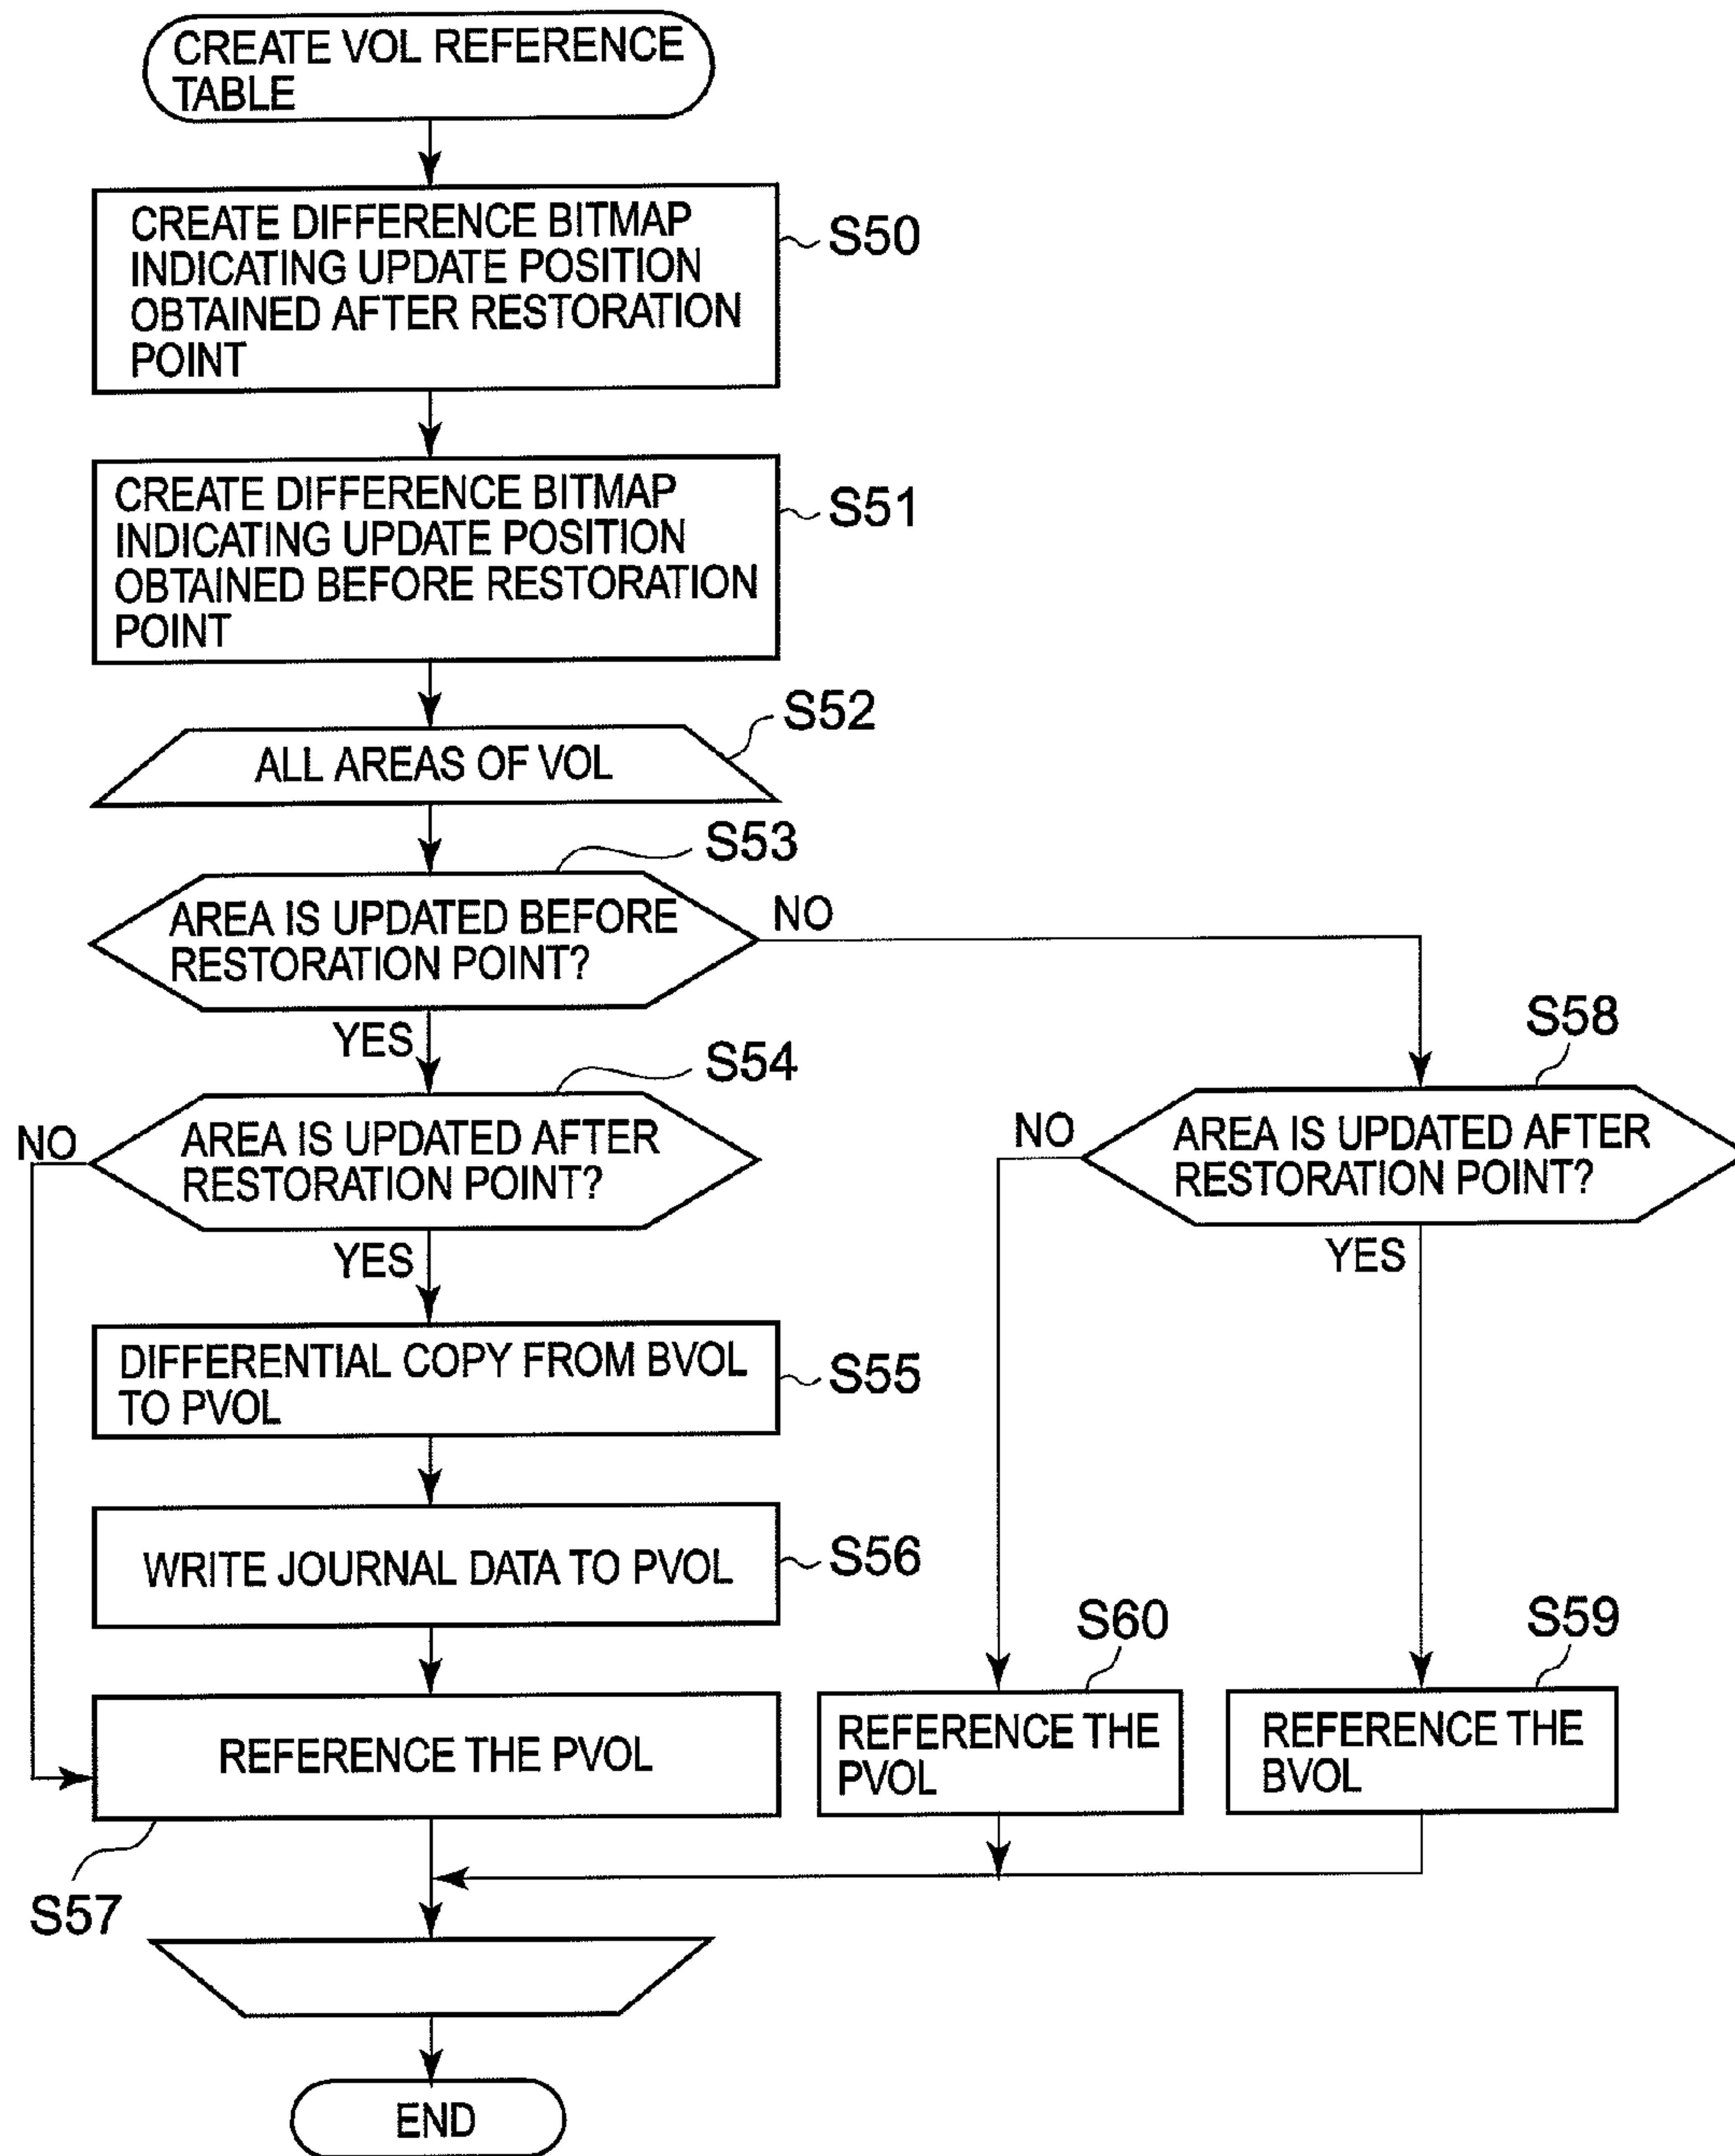 CREATE VOL REFERENCE
TABLE
CREATE DIFFERENCE BITMAP
INDICATING UPDATE POSITION
OBTAINED AFTER RESTORATION
POINT
S50
CREATE DIFFERENCE BITMAP
INDICATING UPDATE POSITION
OBTAINED BEFORE RESTORATION
POINT
S51
S52
ALL AREAS OF VOL
S53
AREA IS UPDATED BEFORE
RESTORATION POINT?
NO
YES
S54
AREA IS UPDATED AFTER
RESTORATION POINT?
NO
YES
S58
AREA IS UPDATED AFTER
RESTORATION POINT?
NO
YES
DIFFERENTIAL COPY FROM BVOL
TO PVOL
S55
WRITE JOURNAL DATA TO PVOL
S56
REFERENCE THE PVOL
S57
S60
REFERENCE THE
PVOL
S59
REFERENCE THE
BVOL
END